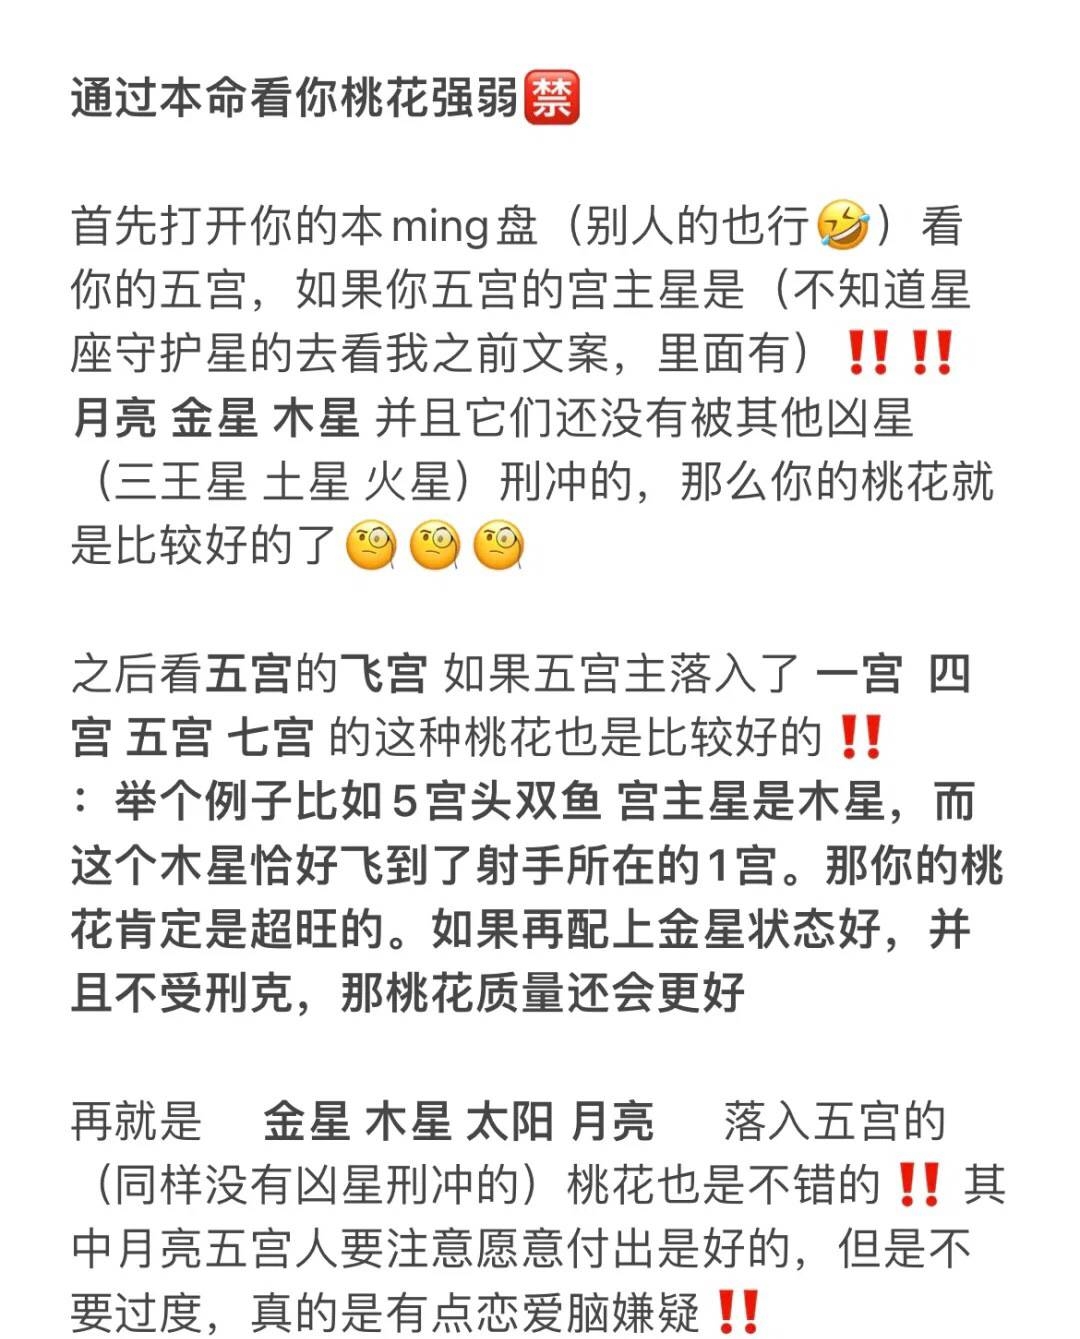 通过本命看你桃花强弱🈲
首先打开你的本ming盘（别人的也行🤣）看
你的五宫，如果你五宫的宫主星是（不知道星
座守护星的去看我之前文案，里面有）‼️‼️
月亮 金星 木星 并且它们还没有被其他凶星
（三王星 土星 火星）刑冲的，那么你的桃花就
是比较好的了🧐🧐🧐
之后看五宫的飞宫 如果五宫主落入了 一宫 四
宫 五宫 七宫 的这种桃花也是比较好的‼️
：举个例子比如5宫头双鱼 宫主星是木星，而
这个木星恰好飞到了射手所在的1宫。那你的桃
花肯定是超旺的。如果再配上金星状态好，并
且不受刑克，那桃花质量还会更好
再就是 金星 木星 太阳 月亮 落入五宫的
（同样没有凶星刑冲的）桃花也是不错的‼️ 其
中月亮五宫人要注意愿意付出是好的，但是不
要过度，真的是有点恋爱脑嫌疑‼️